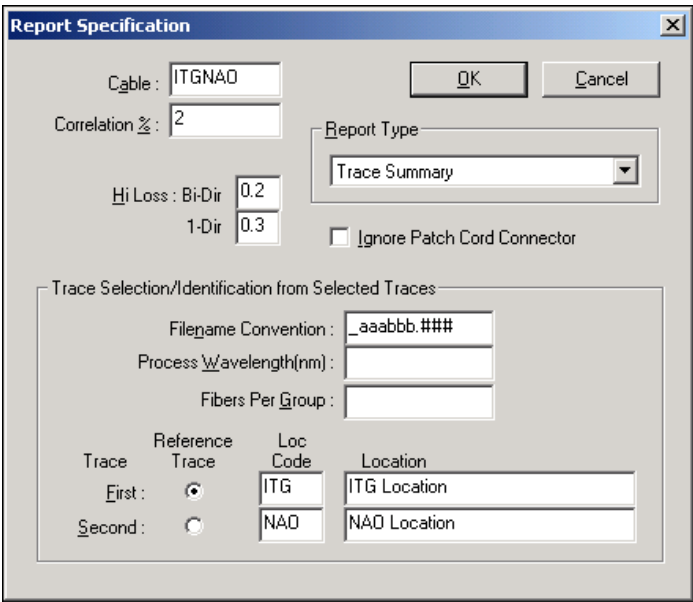 Report Specification
Cable : ITGNAO
OK
Cancel
Correlation % : 2
Report Type
Trace Summary
Hi Loss : Bi-Dir 0.2
1-Dir 0.3
Ignore Patch Cord Connector
Trace Selection/Identification from Selected Traces
Filename Convention : _aaabbb.###
Process Wavelength(nm) :
Fibers Per Group :
Trace
Reference Trace
Loc Code
Location
First : ITG ITG Location
Second : NAO NAO Location